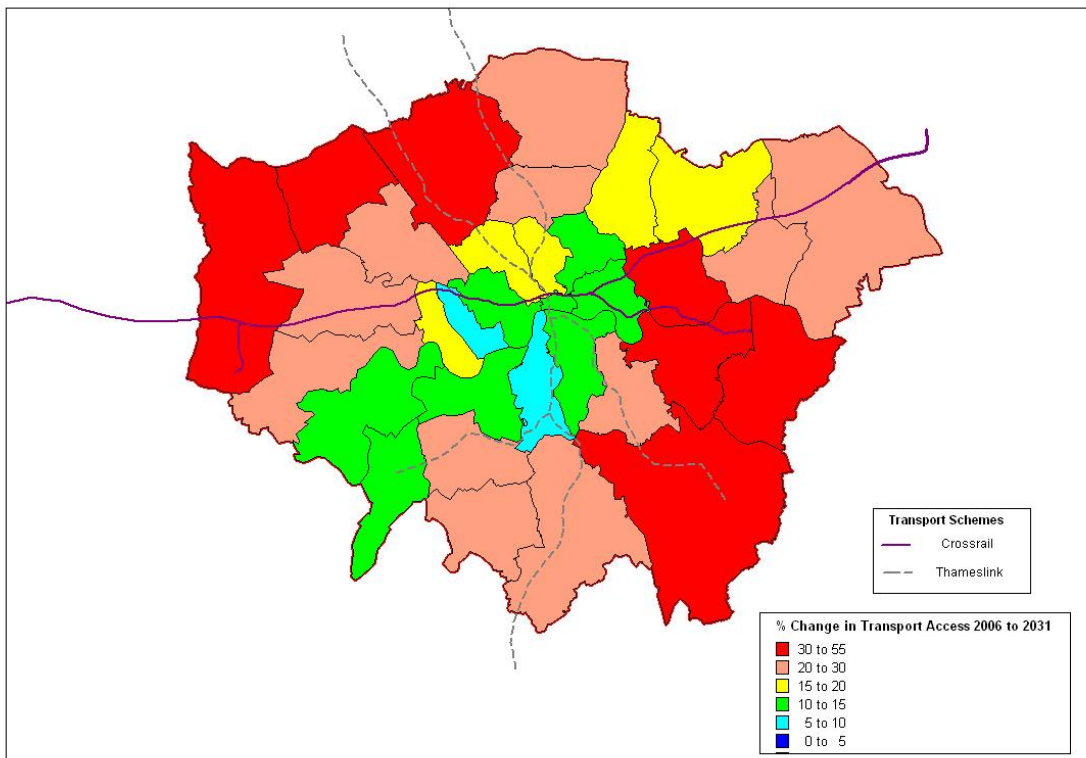 Transport Schemes
Crossrail
Thameslink
% Change in Transport Access 2006 to 2031
30 to 55
20 to 30
15 to 20
10 to 15
5 to 10
0 to 5